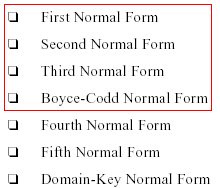 ❑ First Normal Form
❑ Second Normal Form
❑ Third Normal Form
❑ Boyce-Codd Normal Form
❑ Fourth Normal Form
❑ Fifth Normal Form
❑ Domain-Key Normal Form